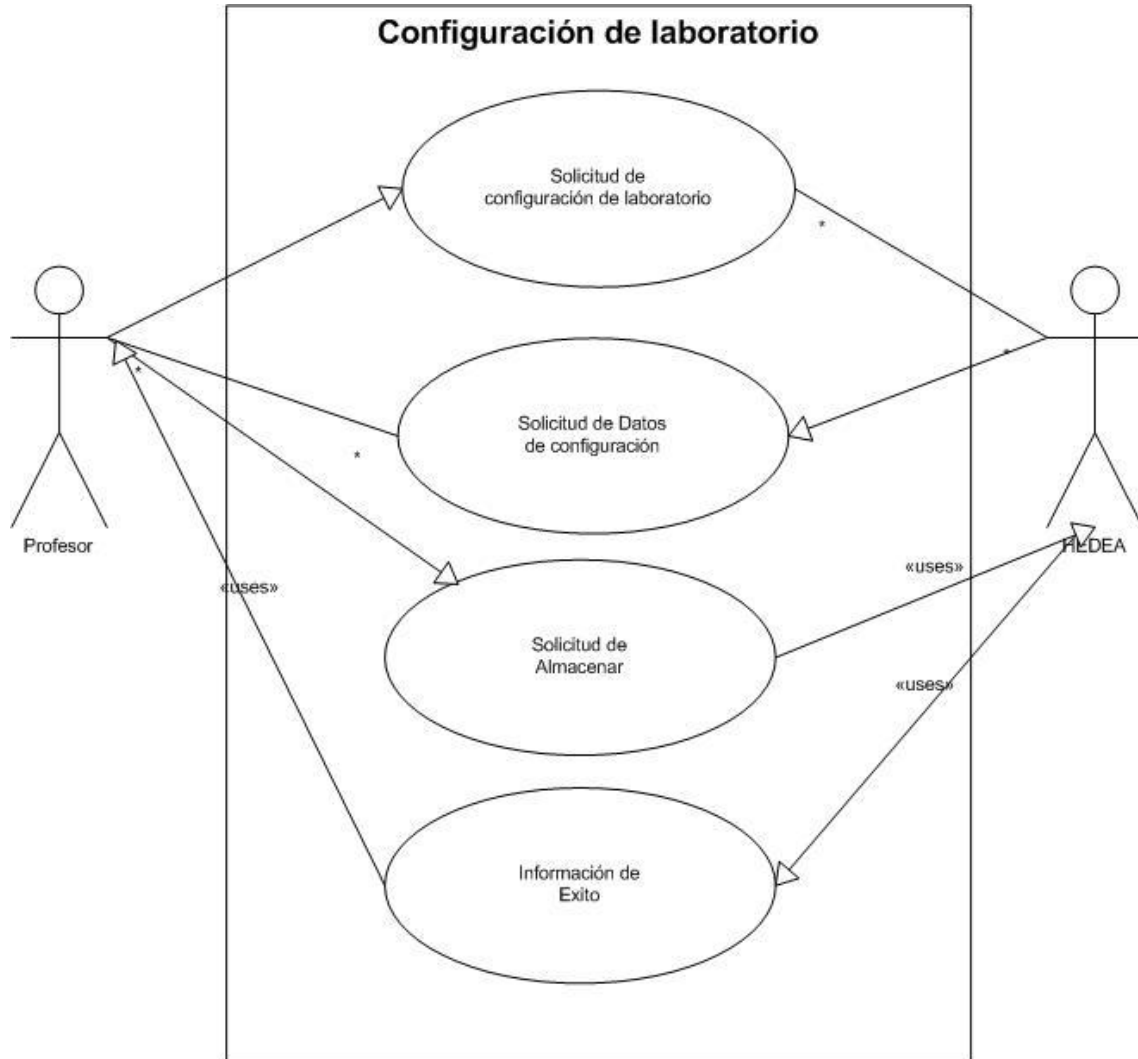 Configuración de laboratorio
Solicitud de
configuración de laboratorio
*
*
Solicitud de Datos
de configuración
*
*
Profesor
HEDEA
«uses»
«uses»
Solicitud de
Almacenar
«uses»
Información de
Exito